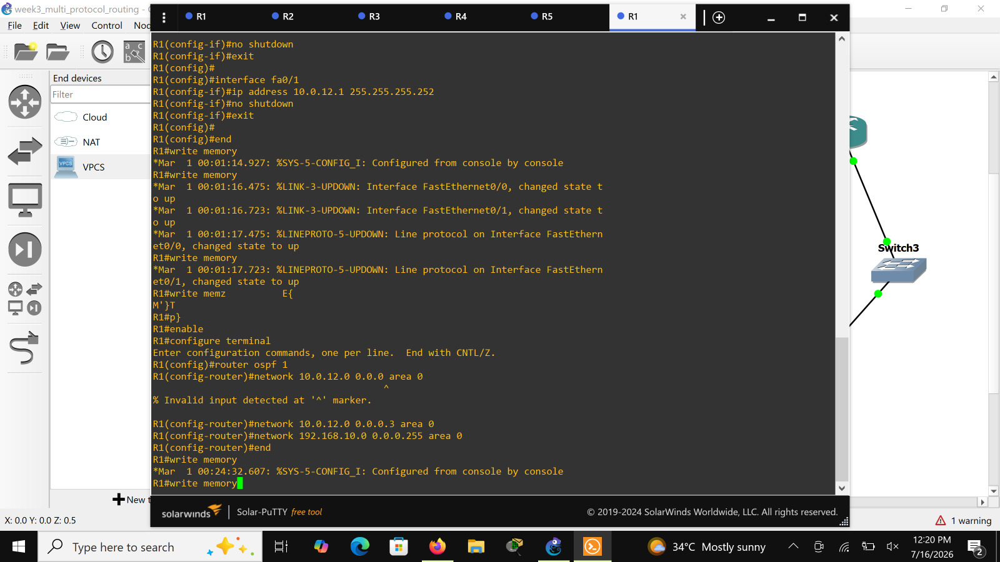 week3_multi_protocol_routing - G
File Edit View Control Nod
R1 R2 R3 R4 R5 R1
End devices
Filter
Cloud
NAT
VPCS
VPCS
New t
X: 0.0 Y: 0.0 Z: 0.5
R1(config-if)#no shutdown
R1(config-if)#exit
R1(config)#
R1(config)#interface fa0/1
R1(config-if)#ip address 10.0.12.1 255.255.255.252
R1(config-if)#no shutdown
R1(config-if)#exit
R1(config)#
R1(config)#end
R1#write memory
*Mar  1 00:01:14.927: %SYS-5-CONFIG_I: Configured from console by console
R1#write memory
*Mar  1 00:01:16.475: %LINK-3-UPDOWN: Interface FastEthernet0/0, changed state t
o up
*Mar  1 00:01:16.723: %LINK-3-UPDOWN: Interface FastEthernet0/1, changed state t
o up
*Mar  1 00:01:17.475: %LINEPROTO-5-UPDOWN: Line protocol on Interface FastEthern
et0/0, changed state to up
R1#write memory
*Mar  1 00:01:17.723: %LINEPROTO-5-UPDOWN: Line protocol on Interface FastEthern
et0/1, changed state to up
R1#write memz          E{
M'}T
R1#p}
R1#enable
R1#configure terminal
Enter configuration commands, one per line.  End with CNTL/Z.
R1(config)#router ospf 1
R1(config-router)#network 10.0.12.0 0.0.0 area 0
^
% Invalid input detected at '^' marker.
R1(config-router)#network 10.0.12.0 0.0.0.3 area 0
R1(config-router)#network 192.168.10.0 0.0.0.255 area 0
R1(config-router)#end
R1#write memory
*Mar  1 00:24:32.607: %SYS-5-CONFIG_I: Configured from console by console
R1#write memory
solarwinds | Solar-PuTTY free tool
© 2019-2024 SolarWinds Worldwide, LLC. All rights reserved.
Switch3
1 warning
Type here to search
34°C Mostly sunny
12:20 PM
7/16/2026
2